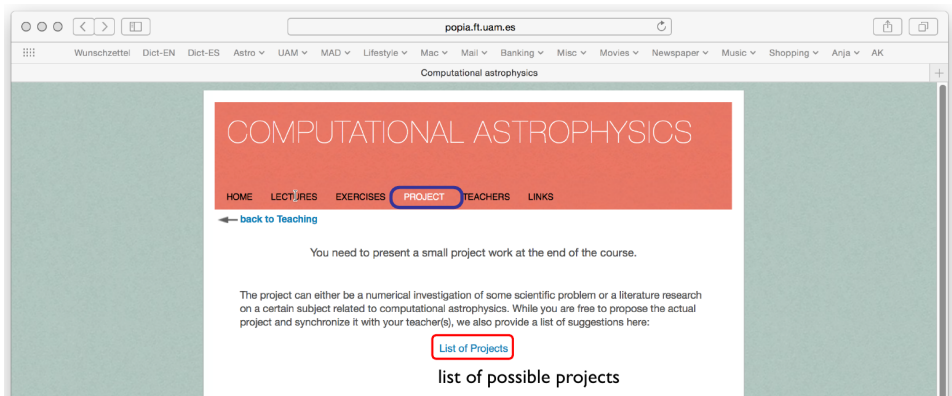 popia.ft.uam.es
Wunschzettel Dict-EN Dict-ES Astro UAM MAD Lifestyle Mac Mail Banking Misc Movies Newspaper Music Shopping Anja AK
Computational astrophysics
COMPUTATIONAL ASTROPHYSICS
HOME LECTURES EXERCISES PROJECT TEACHERS LINKS
back to Teaching
You need to present a small project work at the end of the course.
The project can either be a numerical investigation of some scientific problem or a literature research
on a certain subject related to computational astrophysics. While you are free to propose the actual
project and synchronize it with your teacher(s), we also provide a list of suggestions here:
List of Projects
list of possible projects